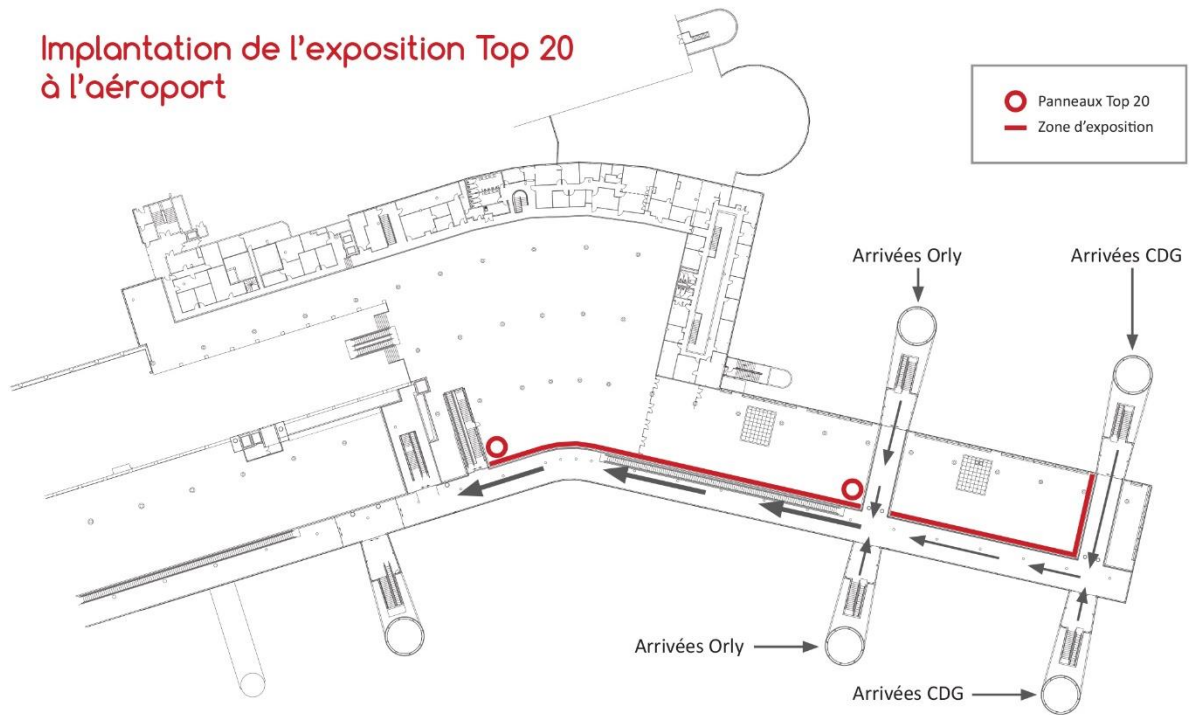 Implantation de l'exposition Top 20
à l'aéroport
Panneaux Top 20
Zone d'exposition
Arrivées Orly
Arrivées CDG
Arrivées Orly
Arrivées CDG